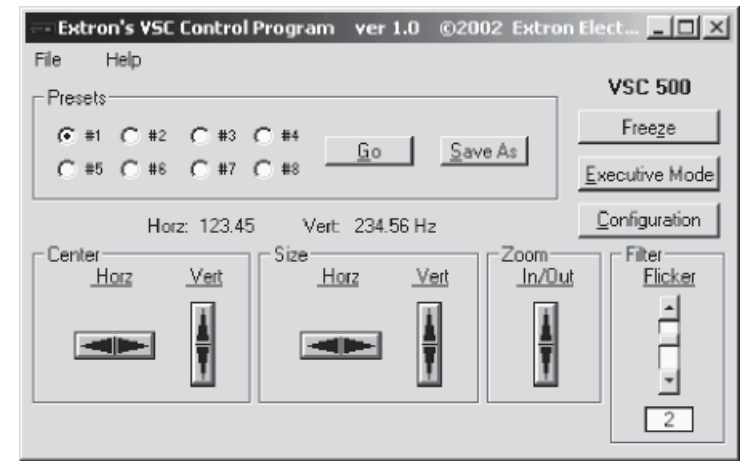 Extron's VSC Control Program ver 1.0 ©2002 Extron Elect...
File Help
VSC 500
Presets
#1 #2 #3 #4
#5 #6 #7 #8
Go
Save As
Freeze
Executive Mode
Configuration
Horz: 123.45 Vert: 234.56 Hz
Center
Horz Vert
Size
Horz Vert
Zoom
In/Out
Filter
Flicker
2